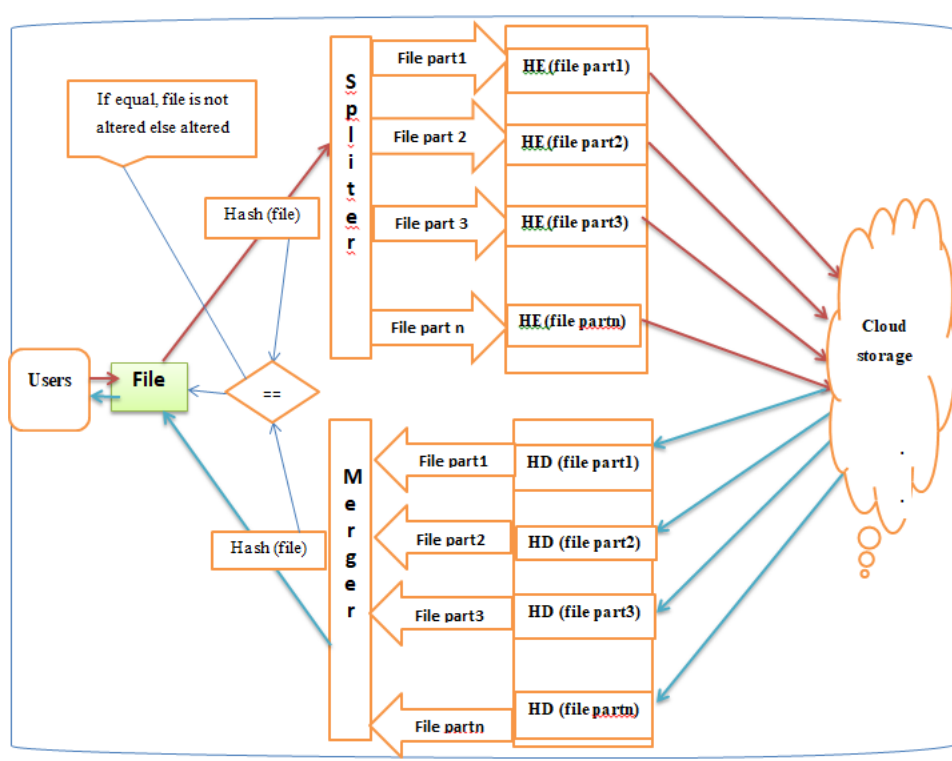 If equal, file is not
altered else altered
Hash (file)
S
p
l
i
t
e
r
File part1
File part 2
File part 3
File part n
HE(file part1)
HE(file part2)
HE(file part3)
HE(file partn)
Cloud
storage
.
.
Users
File
==
Hash (file)
M
e
r
g
e
r
File part1
File part2
File part3
File partn
HD (file part1)
HD (file part2)
HD (file part3)
HD (file partn)